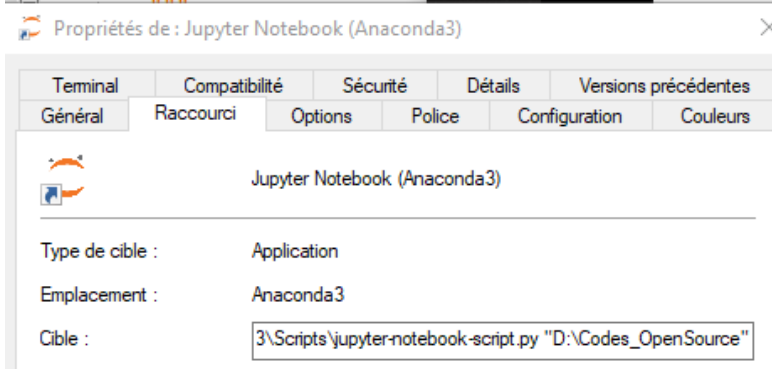 Propriétés de : Jupyter Notebook (Anaconda3)
Terminal Compatibilité Sécurité Détails Versions précédentes
Général Raccourci Options Police Configuration Couleurs
Jupyter Notebook (Anaconda3)
Type de cible : Application
Emplacement : Anaconda3
Cible : 3\Scripts\jupyter-notebook-script.py "D:\Codes_OpenSource"